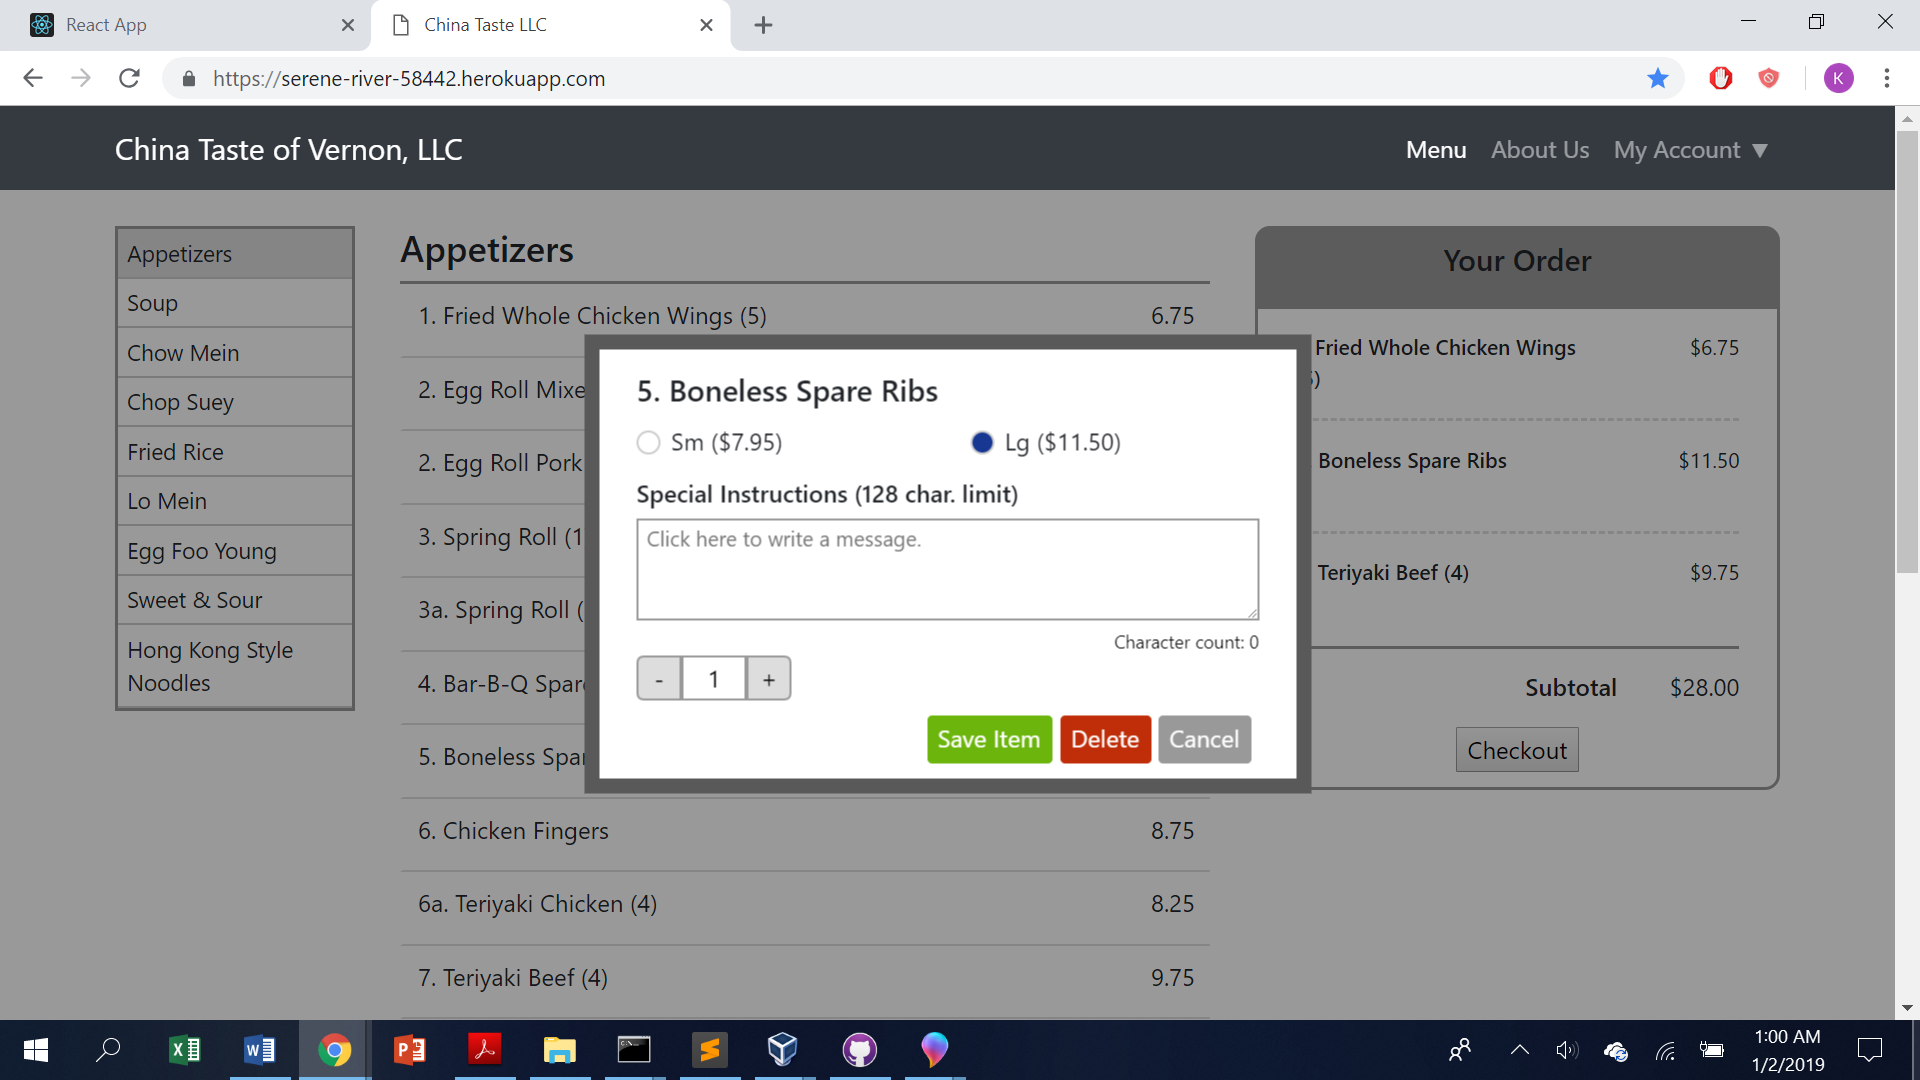 React App
China Taste LLC
https://serene-river-58442.herokuapp.com
K
China Taste of Vernon, LLC
Menu About Us My Account ▼
Appetizers
Soup
Chow Mein
Chop Suey
Fried Rice
Lo Mein
Egg Foo Young
Sweet & Sour
Hong Kong Style
Noodles
Appetizers
1. Fried Whole Chicken Wings (5) 6.75
2. Egg Roll Mixe
2. Egg Roll Pork
3. Spring Roll (1
3a. Spring Roll (
4. Bar-B-Q Spar
5. Boneless Spa
6. Chicken Fingers 8.75
6a. Teriyaki Chicken (4) 8.25
7. Teriyaki Beef (4) 9.75
5. Boneless Spare Ribs
Sm ($7.95) Lg ($11.50)
Special Instructions (128 char. limit)
Click here to write a message.
Character count: 0
- 1 +
Save Item Delete Cancel
Your Order
Fried Whole Chicken Wings $6.75
)
Boneless Spare Ribs $11.50
Teriyaki Beef (4) $9.75
Subtotal $28.00
Checkout
1:00 AM
1/2/2019